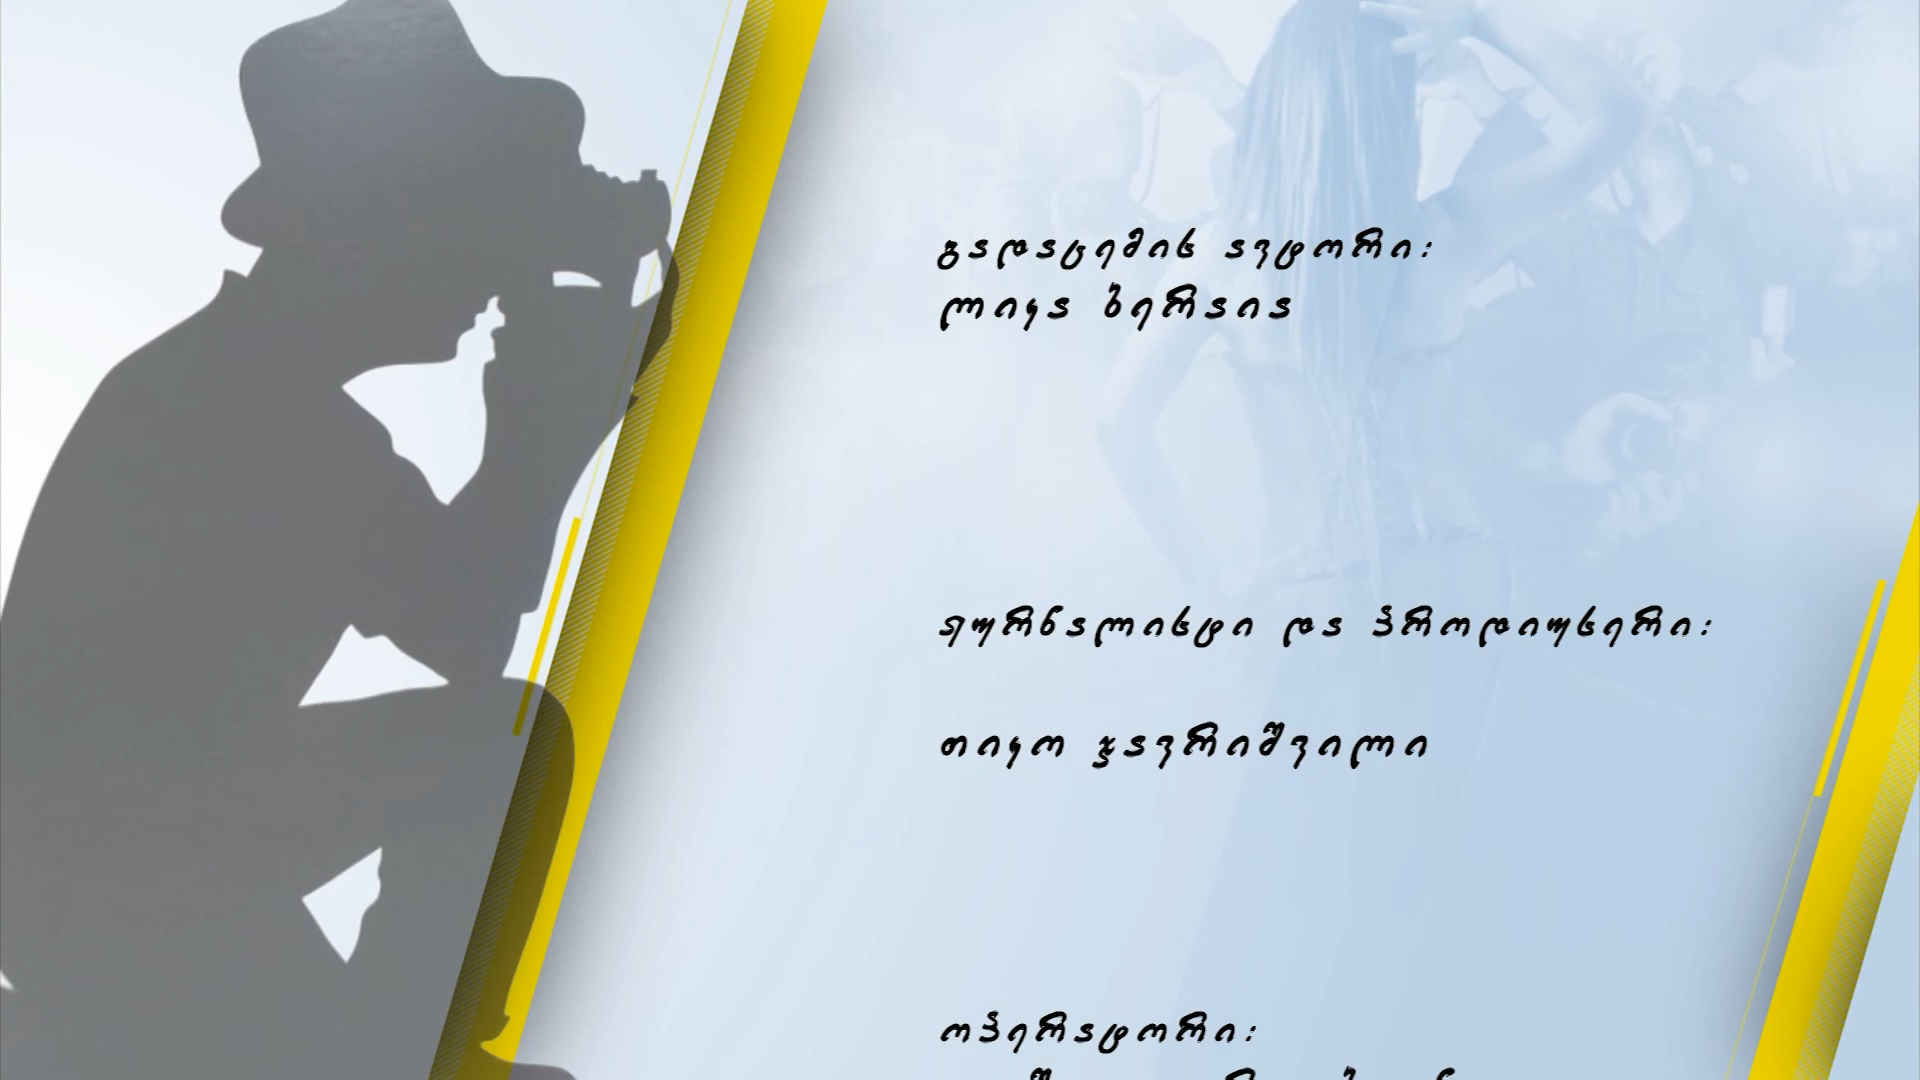 გადაცემის ავტორი:
ლიკა ბერაია
ჟურნალისტი და პროდიუსერი:
თიკო ჯავრიშვილი
ოპერატორი: